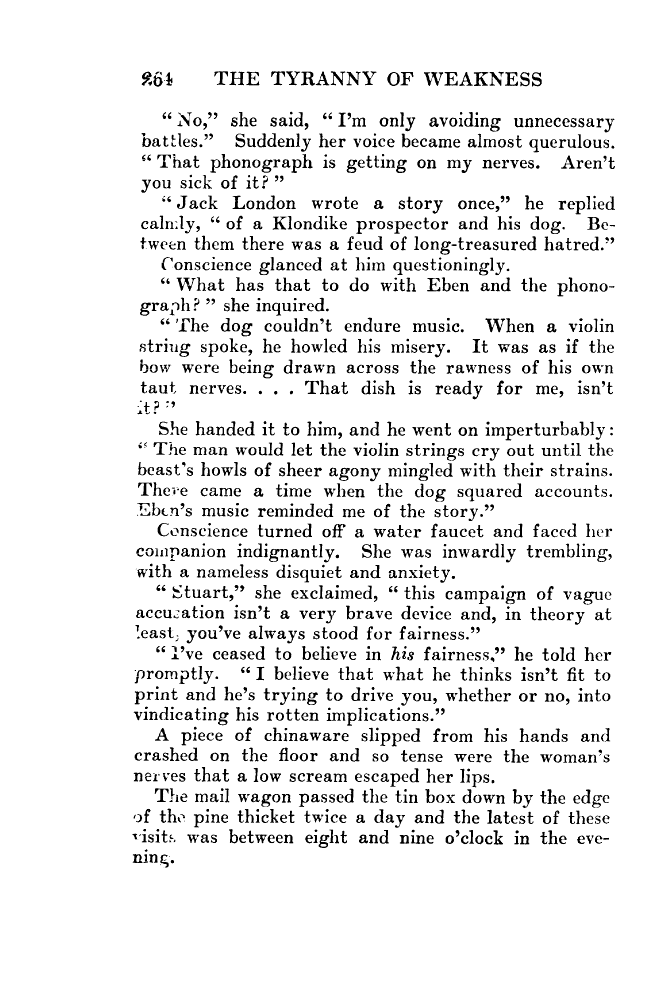 264 THE TYRANNY OF WEAKNESS
“ No,” she said, “ I’m only avoiding unnecessary
battles.” Suddenly her voice became almost querulous.
“ That phonograph is getting on my nerves. Aren’t
you sick of it? ”
“ Jack London wrote a story once,” he replied
calmly, “ of a Klondike prospector and his dog. Be-
tween them there was a feud of long-treasured hatred.”
Conscience glanced at him questioningly.
“ What has that to do with Eben and the phono-
graph? ” she inquired.
“ The dog couldn’t endure music. When a violin
string spoke, he howled his misery. It was as if the
bow were being drawn across the rawness of his own
taut nerves. . . . That dish is ready for me, isn’t
it? ”
She handed it to him, and he went on imperturbably:
“ The man would let the violin strings cry out until the
beast’s howls of sheer agony mingled with their strains.
There came a time when the dog squared accounts.
Eben’s music reminded me of the story.”
Conscience turned off a water faucet and faced her
companion indignantly. She was inwardly trembling,
with a nameless disquiet and anxiety.
“ Stuart,” she exclaimed, “ this campaign of vague
accusation isn’t a very brave device and, in theory at
least, you’ve always stood for fairness.”
“ I’ve ceased to believe in his fairness,” he told her
promptly. “ I believe that what he thinks isn’t fit to
print and he’s trying to drive you, whether or no, into
vindicating his rotten implications.”
A piece of chinaware slipped from his hands and
crashed on the floor and so tense were the woman’s
nerves that a low scream escaped her lips.
The mail wagon passed the tin box down by the edge
of the pine thicket twice a day and the latest of these
visits was between eight and nine o’clock in the eve-
ning.